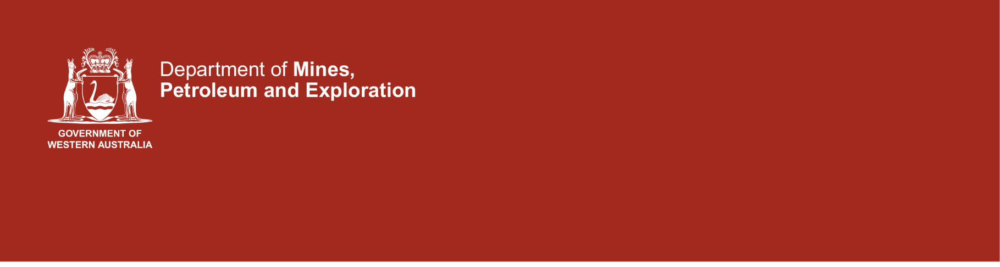 Department of Mines,
Petroleum and Exploration
GOVERNMENT OF
WESTERN AUSTRALIA